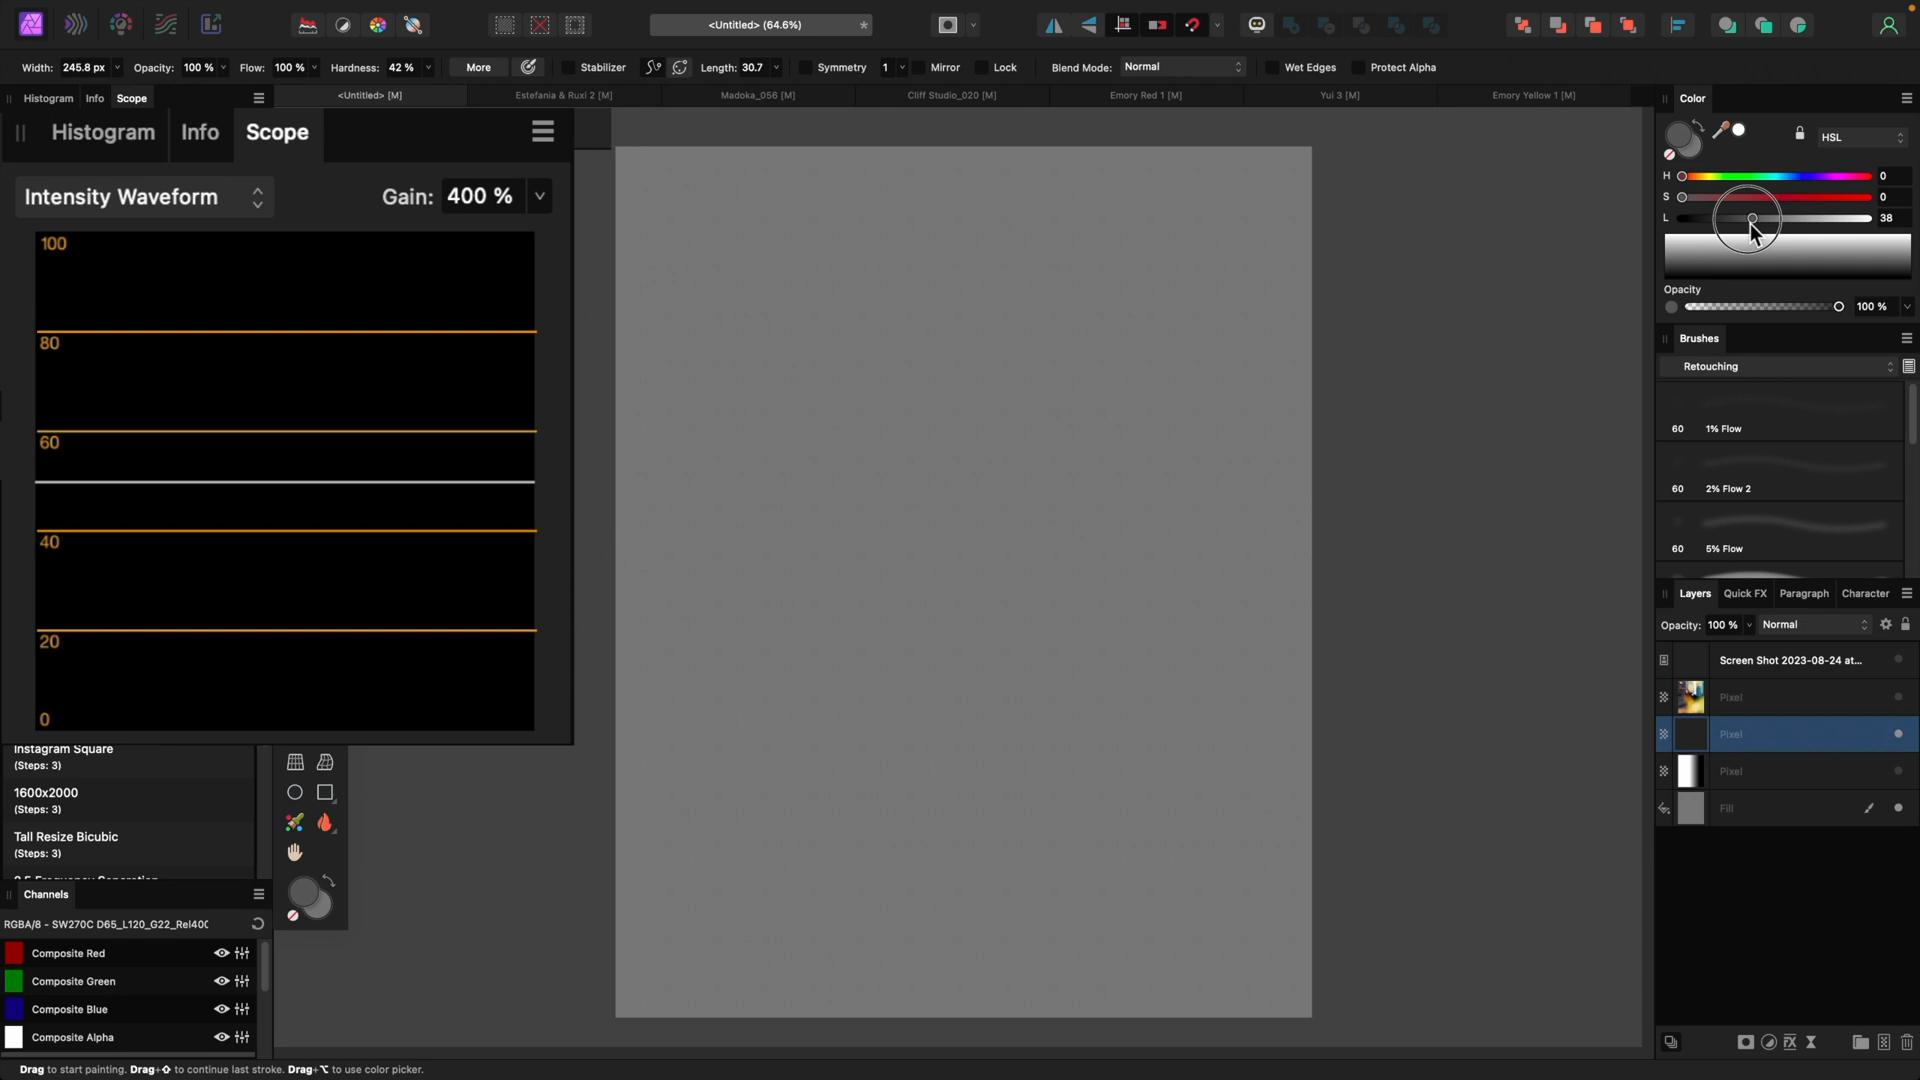 <Untitled> (64.6%)
*
Width: 245.8 px Opacity: 100 % Flow: 100 % Hardness: 42 % More Stabilizer Length: 30.7 Symmetry 1 Mirror Lock Blend Mode: Normal Wet Edges Protect Alpha
Histogram Info Scope
<Untitled> [M] Estefania & Ruxi 2 [M] Madoka_056 [M] Cliff Studio_020 [M] Emory Red 1 [M] Yui 3 [M] Emory Yellow 1 [M]
Histogram Info Scope
Intensity Waveform Gain: 400 %
100
80
60
40
20
0
Instagram Square
(Steps: 3)
1600x2000
(Steps: 3)
Tall Resize Bicubic
(Steps: 3)
Channels
RGBA/8 - SW270C D65_L120_G22_Rel400
Composite Red
Composite Green
Composite Blue
Composite Alpha
Color
HSL
H 0
S 0
L 38
Opacity
100 %
Brushes
Retouching
60 1% Flow
60 2% Flow 2
60 5% Flow
Layers Quick FX Paragraph Character
Opacity: 100 % Normal
Screen Shot 2023-08-24 at...
Pixel
Pixel
Pixel
Fill
Drag to start painting. Drag+⇧ to continue last stroke. Drag+⌥ to use color picker.